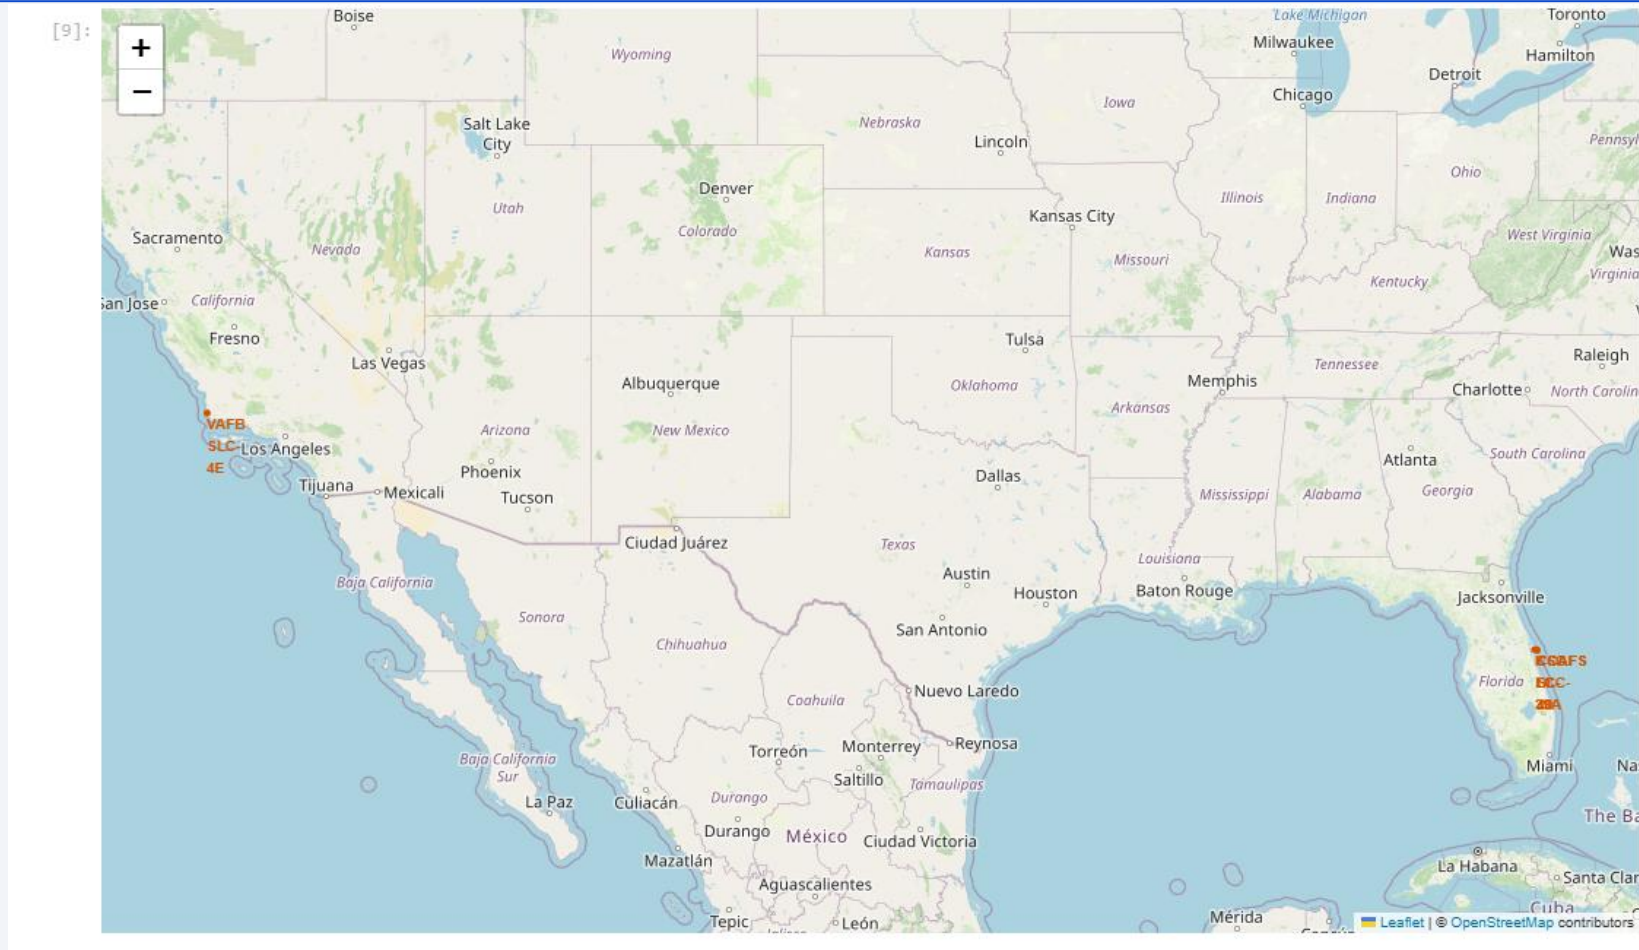 [9]:
+
−
Boise
Wyoming
Lake Michigan
Toronto
Milwaukee
Hamilton
Detroit
Iowa
Chicago
Salt Lake
City
Nebraska
Lincoln
Ohio
Denver
Utah
Colorado
Kansas City
Illinois
Indiana
Sacramento
Nevada
Kansas
Missouri
West Virginia
Kentucky
San Jose
California
Fresno
Las Vegas
Tulsa
Tennessee
Raleigh
Albuquerque
Oklahoma
Memphis
Charlotte
Arkansas
VAFB
SLC-
4E
Los Angeles
Arizona
New Mexico
Atlanta
South Carolina
Phoenix
Dallas
Tijuana
Mexicali
Tucson
Mississippi
Alabama
Georgia
Ciudad Juárez
Texas
Louisiana
Baja California
Austin
Houston
Baton Rouge
Jacksonville
Sonora
San Antonio
Chihuahua
Florida
Coahuila
Nuevo Laredo
Torreón
Monterrey
Reynosa
Baja California
Sur
Saltillo
Tamaulipas
Miami
La Paz
Culiacán
Durango
Durango
México
Ciudad Victoria
Mazatlán
La Habana
Aguascalientes
Cuba
Tepic
León
Mérida
Leaflet | © OpenStreetMap contributors